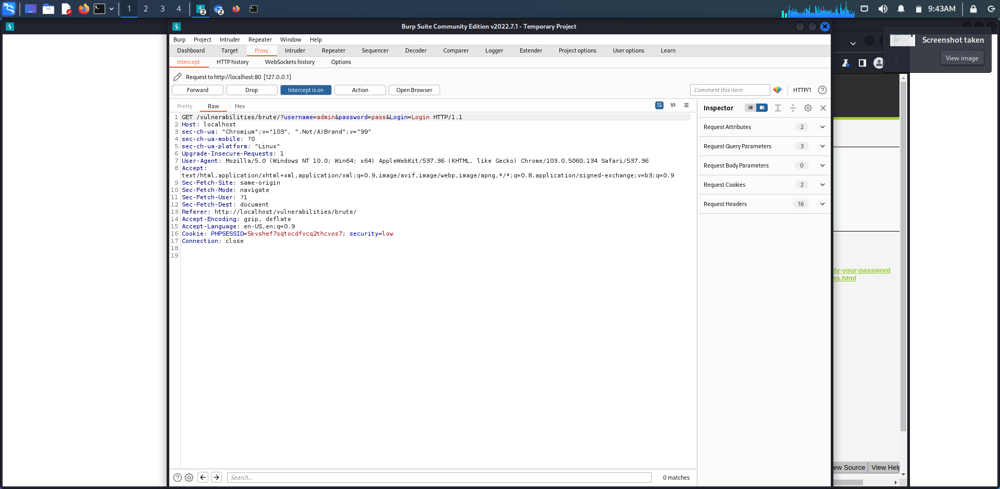 1 2 3 4 2 2 9:43AM
Burp Suite Community Edition v2022.7.1 - Temporary Project
Burp Project Intruder Repeater Window Help
Screenshot taken
View image
Dashboard Target Proxy Intruder Repeater Sequencer Decoder Comparer Logger Extender Project options User options Learn
Intercept HTTP history WebSockets history Options
Request to http://localhost:80 [127.0.0.1]
Forward Drop Intercept is on Action Open Browser Comment this item HTTP/1 ?
Pretty Raw Hex \n Inspector
1 GET /vulnerabilities/brute/?username=admin&password=pass&Login=Login HTTP/1.1
2 Host: localhost
3 sec-ch-ua: "Chromium";v="103", ".Not/A)Brand";v="99"
4 sec-ch-ua-mobile: ?0
5 sec-ch-ua-platform: "Linux"
6 Upgrade-Insecure-Requests: 1
7 User-Agent: Mozilla/5.0 (Windows NT 10.0; Win64; x64) AppleWebKit/537.36 (KHTML, like Gecko) Chrome/103.0.5060.134 Safari/537.36
8 Accept:
text/html,application/xhtml+xml,application/xml;q=0.9,image/avif,image/webp,image/apng,*/*;q=0.8,application/signed-exchange;v=b3;q=0.9
9 Sec-Fetch-Site: same-origin
10 Sec-Fetch-Mode: navigate
11 Sec-Fetch-User: ?1
12 Sec-Fetch-Dest: document
13 Referer: http://localhost/vulnerabilities/brute/
14 Accept-Encoding: gzip, deflate
15 Accept-Language: en-US,en;q=0.9
16 Cookie: PHPSESSID=5kvshef7sqtocdfvcq2thcvos7; security=low
17 Connection: close
18
19
Request Attributes 2
Request Query Parameters 3
Request Body Parameters 0
Request Cookies 2
Request Headers 16
ty-your-password
ws.html
ew Source View Help
? Search... 0 matches